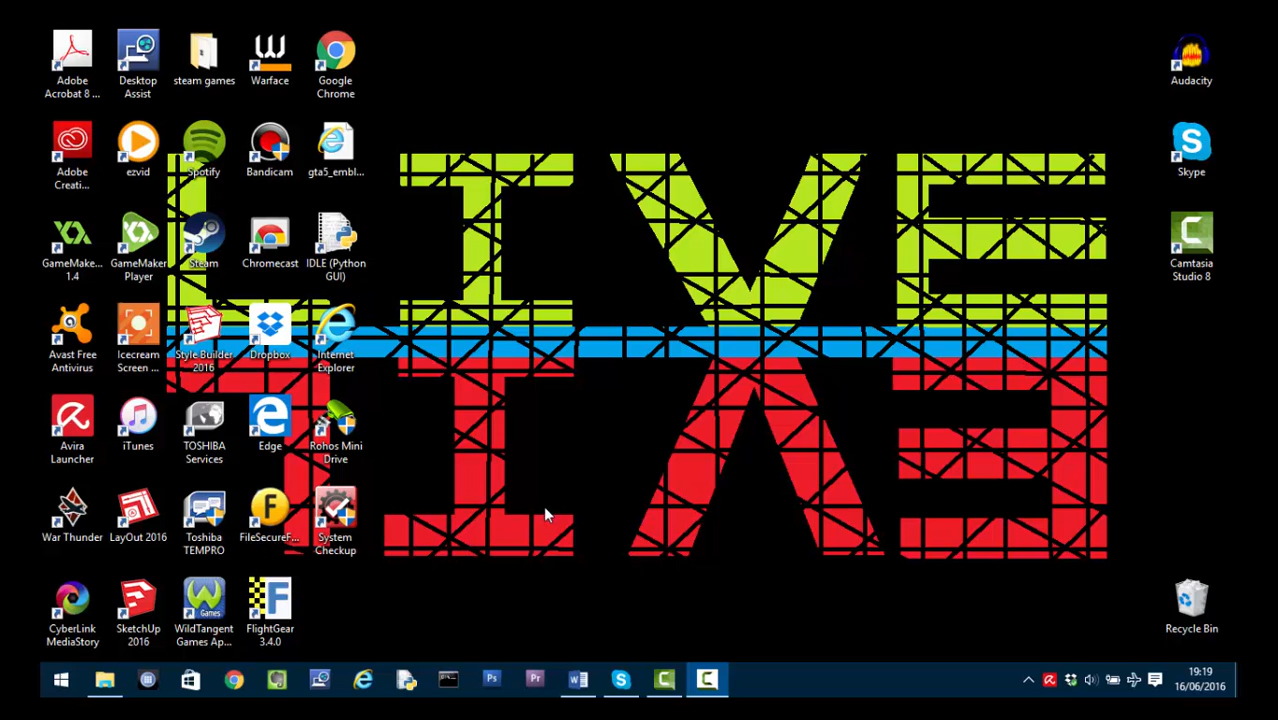 Adobe
Acrobat 8 ...
Desktop
Assist
steam games
Warface
Google
Chrome
Audacity
Adobe
Creati...
ezvid
Spotify
Bandicam
gta5_embl...
Skype
GameMake...
1.4
GameMaker
Player
Steam
Chromecast
IDLE (Python
GUI)
Camtasia
Studio 8
Avast Free
Antivirus
Icecream
Screen ...
Style Builder
2016
Dropbox
Internet
Explorer
Avira
Launcher
iTunes
TOSHIBA
Services
Edge
Rohos Mini
Drive
War Thunder
LayOut 2016
Toshiba
TEMPRO
FileSecureF...
System
Checkup
CyberLink
MediaStory
SketchUp
2016
WildTangent
Games Ap...
FlightGear
3.4.0
Recycle Bin
LIVE
19:19
16/06/2016